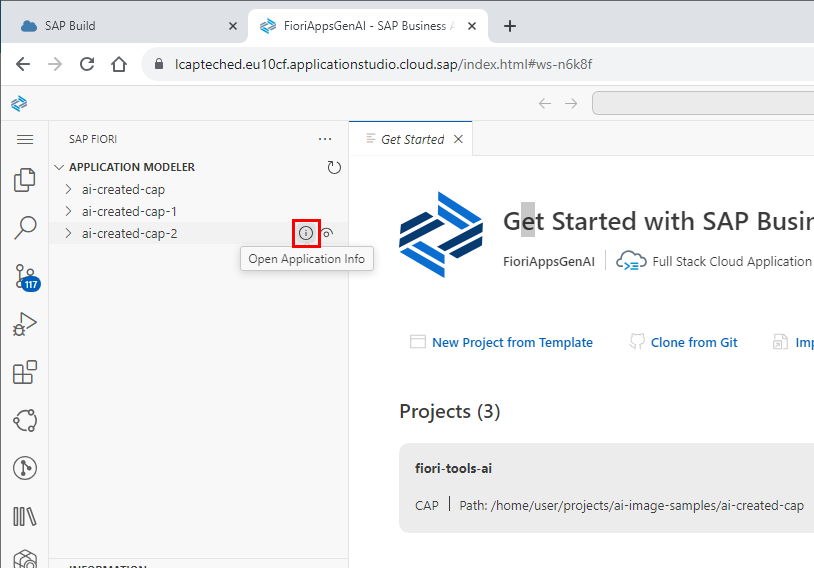 SAP Build
FioriAppsGenAI - SAP Business A
lcapteched.eu10cf.applicationstudio.cloud.sap/index.html#ws-n6k8f
SAP FIORI
Get Started
APPLICATION MODELER
ai-created-cap
ai-created-cap-1
ai-created-cap-2
Open Application Info
117
Get Started with SAP Busin
FioriAppsGenAI
Full Stack Cloud Application
New Project from Template
Clone from Git
Imp
Projects (3)
fiori-tools-ai
CAP
Path: /home/user/projects/ai-image-samples/ai-created-cap
INFORMATION